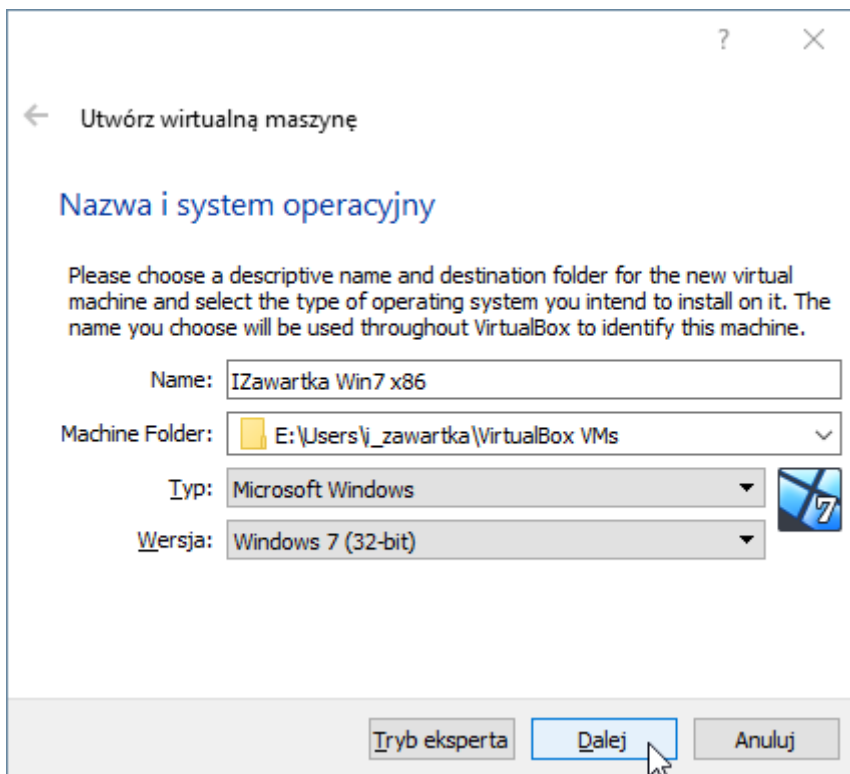 ?
Utwórz wirtualną maszynę
Nazwa i system operacyjny
Please choose a descriptive name and destination folder for the new virtual
machine and select the type of operating system you intend to install on it. The
name you choose will be used throughout VirtualBox to identify this machine.
Name: IZawartka Win7 x86
Machine Folder: E:\Users\i_zawartka\VirtualBox VMs
Typ: Microsoft Windows
7
Wersja: Windows 7 (32-bit)
Tryb eksperta Dalej Anuluj